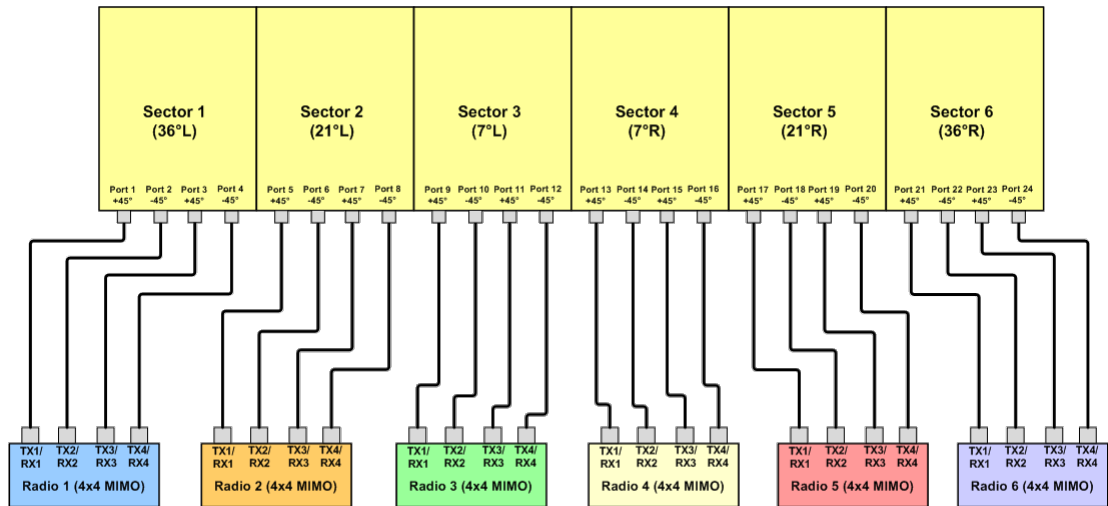 Sector 1
(36°L)
Sector 2
(21°L)
Sector 3
(7°L)
Sector 4
(7°R)
Sector 5
(21°R)
Sector 6
(36°R)
Port 1 Port 2 Port 3 Port 4 Port 5 Port 6 Port 7 Port 8 Port 9 Port 10 Port 11 Port 12 Port 13 Port 14 Port 15 Port 16 Port 17 Port 18 Port 19 Port 20 Port 21 Port 22 Port 23 Port 24
+45° -45° +45° -45° +45° -45° +45° -45° +45° -45° +45° -45° +45° -45° +45° -45° +45° -45° +45° -45° +45° -45° +45° -45°
TX1/ TX2/ TX3/ TX4/ TX1/ TX2/ TX3/ TX4/ TX1/ TX2/ TX3/ TX4/ TX1/ TX2/ TX3/ TX4/ TX1/ TX2/ TX3/ TX4/ TX1/ TX2/ TX3/ TX4/
RX1 RX2 RX3 RX4 RX1 RX2 RX3 RX4 RX1 RX2 RX3 RX4 RX1 RX2 RX3 RX4 RX1 RX2 RX3 RX4 RX1 RX2 RX3 RX4
Radio 1 (4x4 MIMO) Radio 2 (4x4 MIMO) Radio 3 (4x4 MIMO) Radio 4 (4x4 MIMO) Radio 5 (4x4 MIMO) Radio 6 (4x4 MIMO)